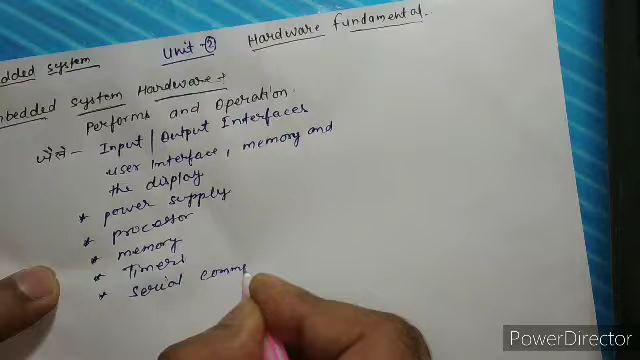 dded System Unit-2 Hardware Fundamental.
mbedded System Hardware →
Performs and Operation.
जैसे— Input | Output Interfaces
user Interface, memory and
the display
* power supply
* processor
* memory
* Timers
* Serial comm
PowerDirector